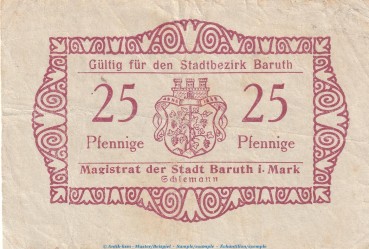 Gültig für den Stadtbezirk Baruth
25 25
Pfennige Pfennige
Magistrat der Stadt Baruth i. Mark
Schlemann